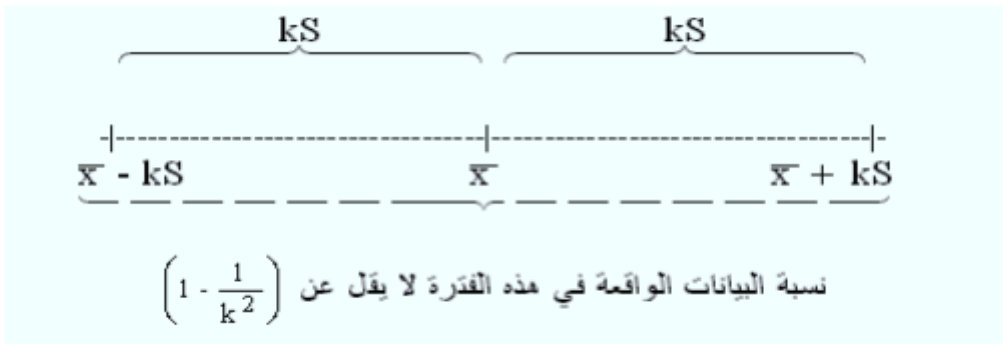 kS kS
x̄ - kS x̄ x̄ + kS
نسبة البيانات الواقعة في هذه الفترة لا يقل عن (1 - 1/k²)